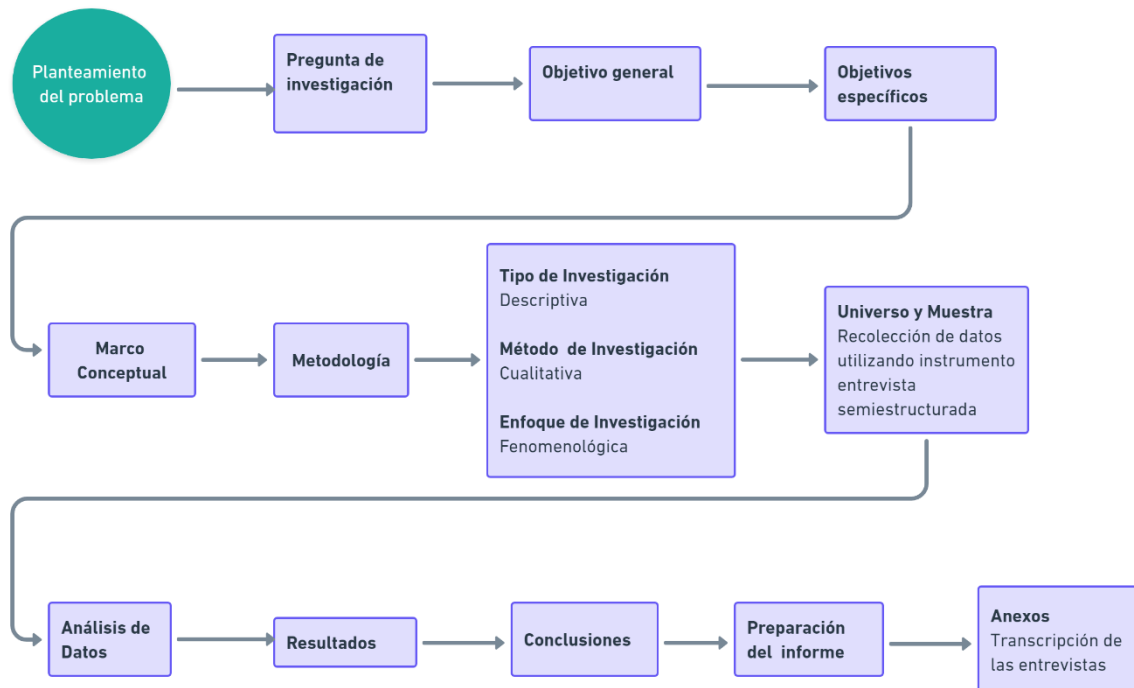 Planteamiento
del problema
Pregunta de
investigación
Objetivo general
Objetivos
específicos
Marco
Conceptual
Metodología
Tipo de Investigación
Descriptiva
Método de Investigación
Cualitativa
Enfoque de Investigación
Fenomenológica
Universo y Muestra
Recolección de datos
utilizando instrumento
entrevista
semiestructurada
Análisis de
Datos
Resultados
Conclusiones
Preparación
del informe
Anexos
Transcripción de
las entrevistas